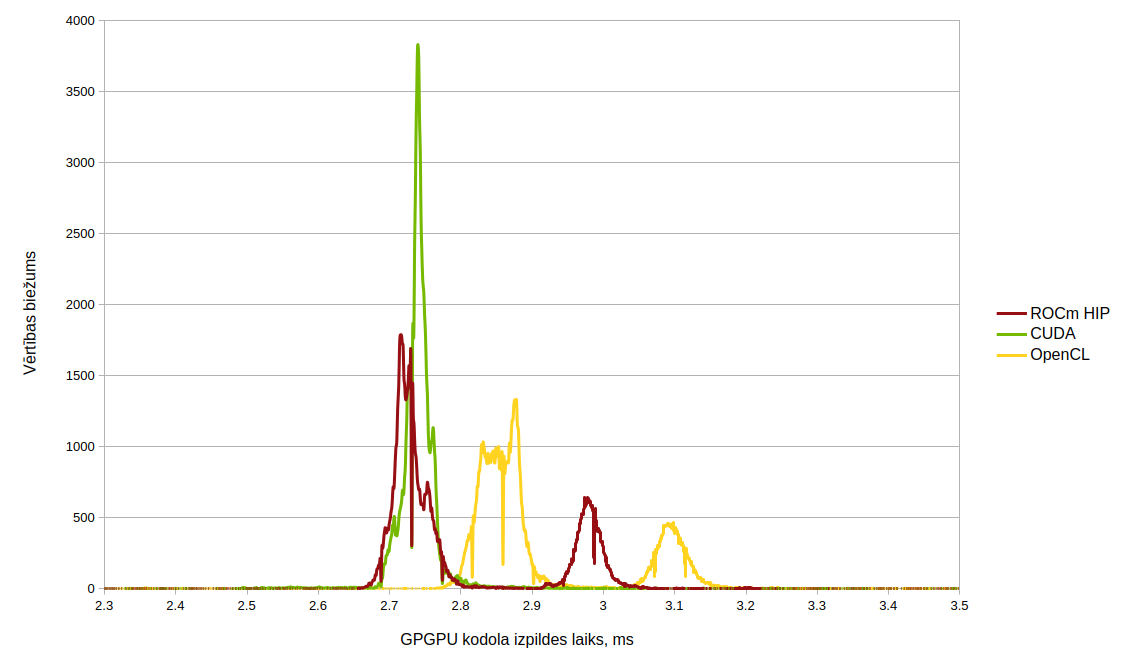 4000
3500
3000
2500
2000
1500
1000
500
0
Vērtības biežums
2.3 2.4 2.5 2.6 2.7 2.8 2.9 3 3.1 3.2 3.3 3.4 3.5
GPGPU kodola izpildes laiks, ms
ROCm HIP
CUDA
OpenCL